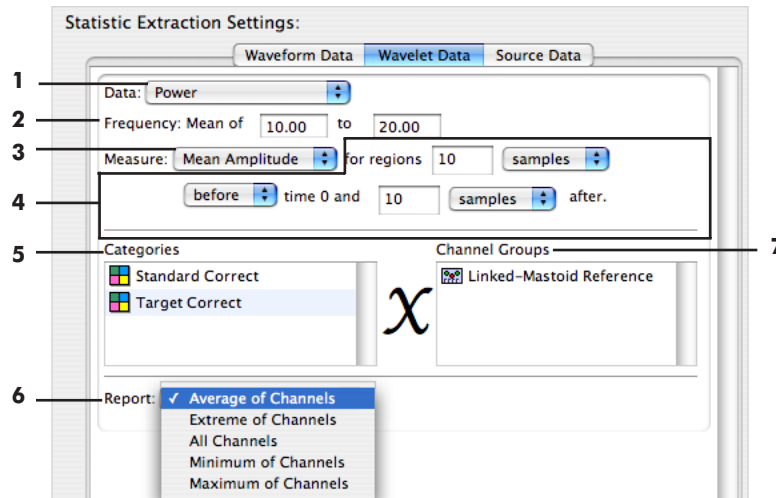 Statistic Extraction Settings:
Waveform Data Wavelet Data Source Data
1 Data: Power
2 Frequency: Mean of 10.00 to 20.00
3 Measure: Mean Amplitude for regions 10 samples
4 before time 0 and 10 samples after.
5 Categories Channel Groups 7
Standard Correct Linked-Mastoid Reference
Target Correct
X
6 Report: ✓ Average of Channels
Extreme of Channels
All Channels
Minimum of Channels
Maximum of Channels